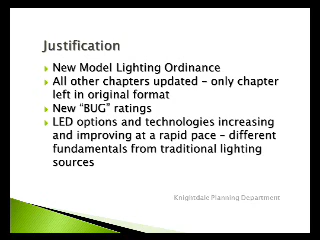 Justification
New Model Lighting Ordinance
All other chapters updated – only chapter
left in original format
New “BUG” ratings
LED options and technologies increasing
and improving at a rapid pace – different
fundamentals from traditional lighting
sources
Knightdale Planning Department